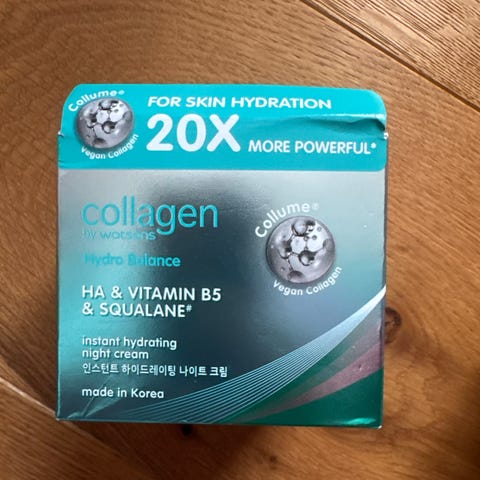 Collume®
Vegan Collagen
FOR SKIN HYDRATION
20X MORE POWERFUL*
collagen
by watsons
Hydro Balance
Collume®
Vegan Collagen
HA & VITAMIN B5
& SQUALANE#
instant hydrating
night cream
인스턴트 하이드레이팅 나이트 크림
made in Korea